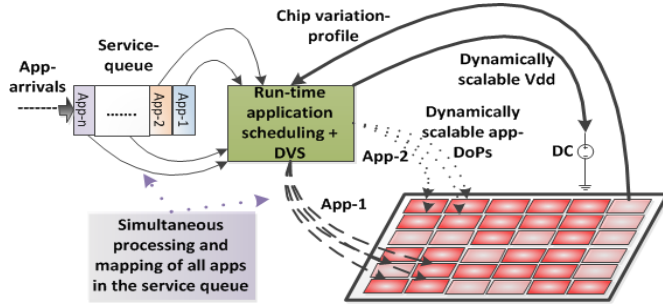 Chip variation-
profile
Service-
queue
App-
arrivals
App-n
.......
App-2
App-1
Run-time
application
scheduling +
DVS
Dynamically
scalable Vdd
Dynamically
scalable app-
DoPs
DC
App-2
App-1
Simultaneous
processing and
mapping of all apps
in the service queue